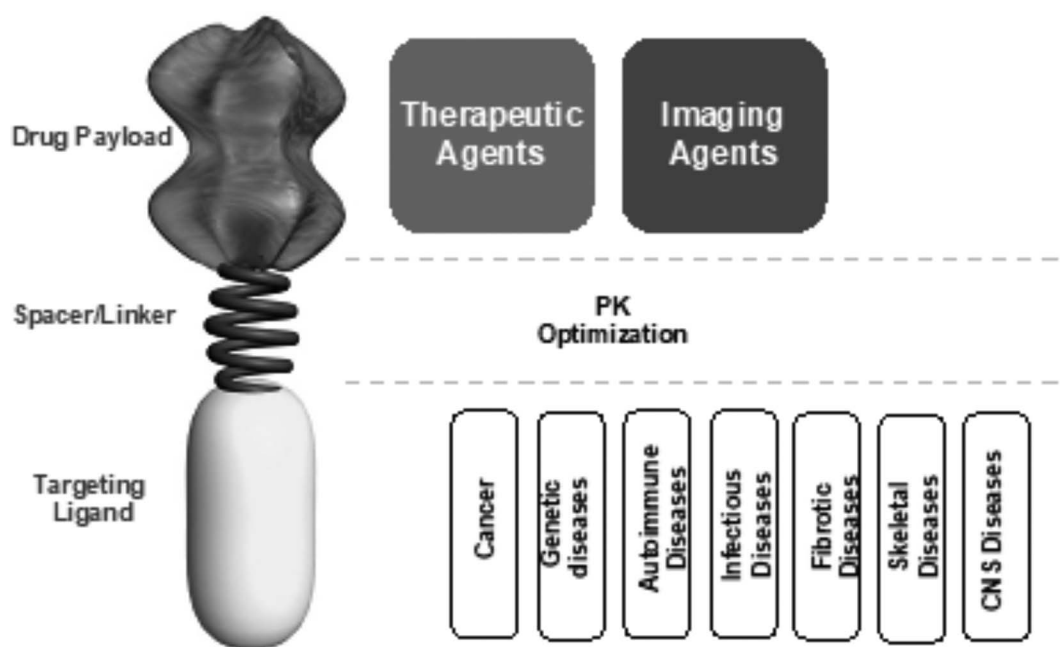 Drug Payload
Therapeutic
Agents
Imaging
Agents
Spacer/Linker
PK
Optimization
Targeting
Ligand
Cancer
Genetic
diseases
Autoimmune
Diseases
Infectious
Diseases
Fibrotic
Diseases
Skeletal
Diseases
CNS Diseases